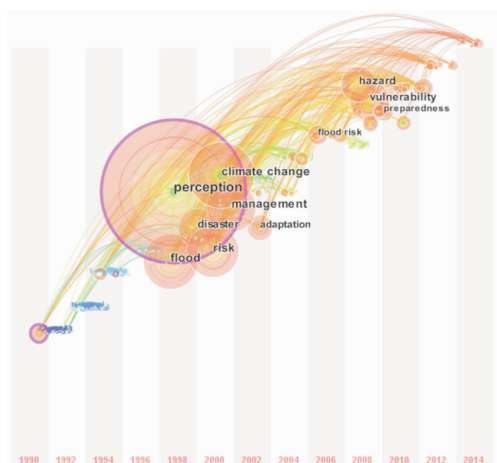 hazard
vulnerability
preparedness
flood risk
climate change
perception
management
disaster
adaptation
risk
flood
1990 1992 1994 1996 1998 2000 2002 2004 2006 2008 2010 2012 2014